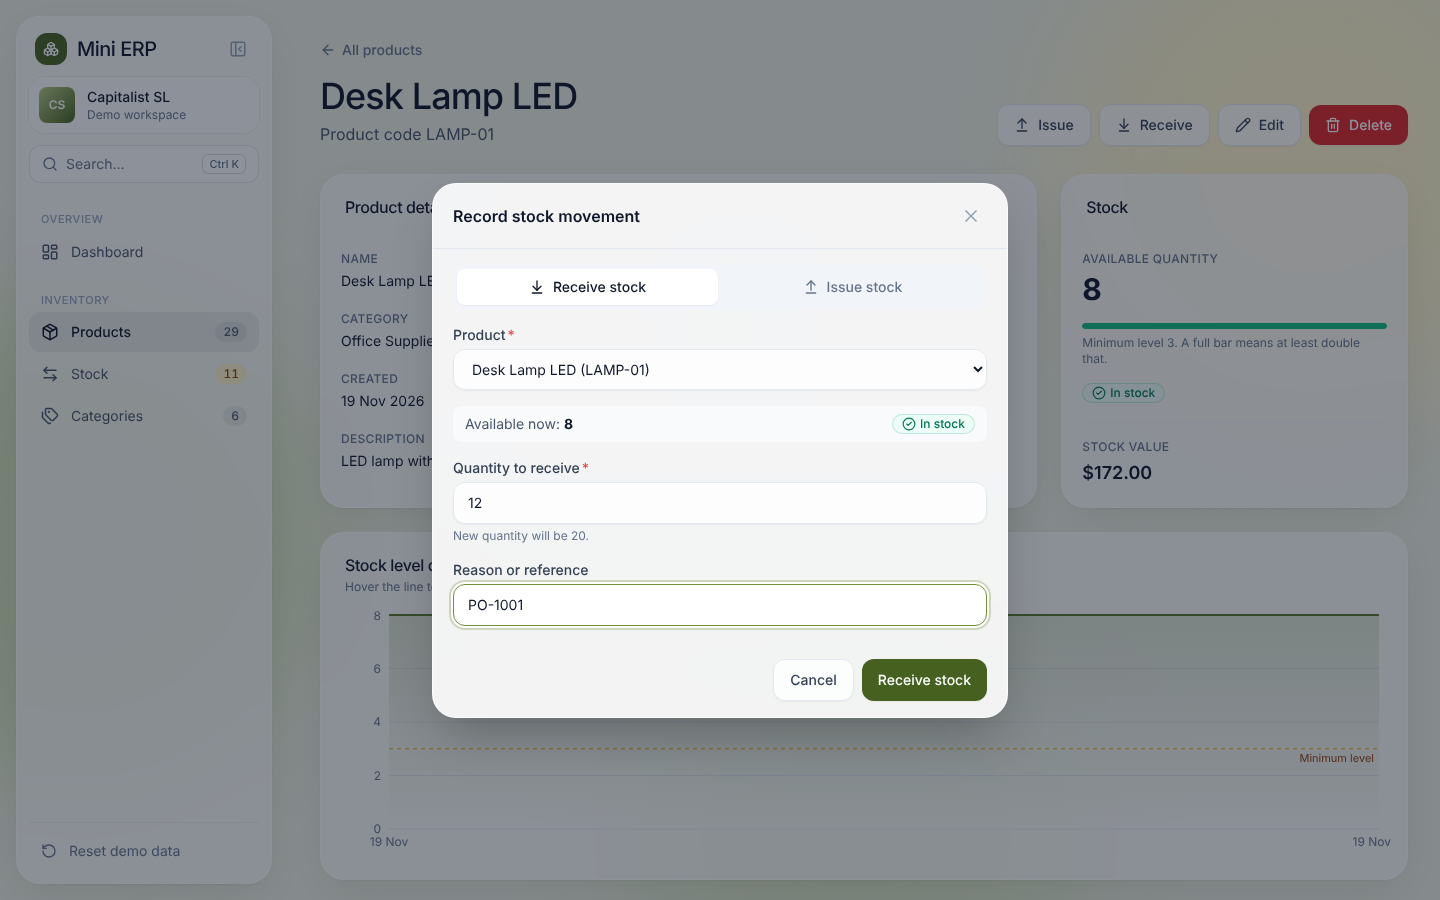 Mini ERP
CS
Capitalist SL
Demo workspace
Search...
Ctrl K
OVERVIEW
Dashboard
INVENTORY
Products
29
Stock
11
Categories
6
Reset demo data
All products
Desk Lamp LED
Product code LAMP-01
Issue
Receive
Edit
Delete
Product
NAME
Desk Lamp
CATEGORY
Office
CREATED
19 Nov 2026
DESCRIPTION
LED lamp with
Stock
AVAILABLE QUANTITY
8
Minimum level 3. A full bar means at least double
that.
In stock
STOCK VALUE
$172.00
Stock level
Hover the line
8
6
4
2
0
Minimum level
19 Nov
19 Nov
Record stock movement
Receive stock
Issue stock
Product*
Desk Lamp LED (LAMP-01)
Available now: 8
In stock
Quantity to receive*
12
New quantity will be 20.
Reason or reference
PO-1001
Cancel
Receive stock